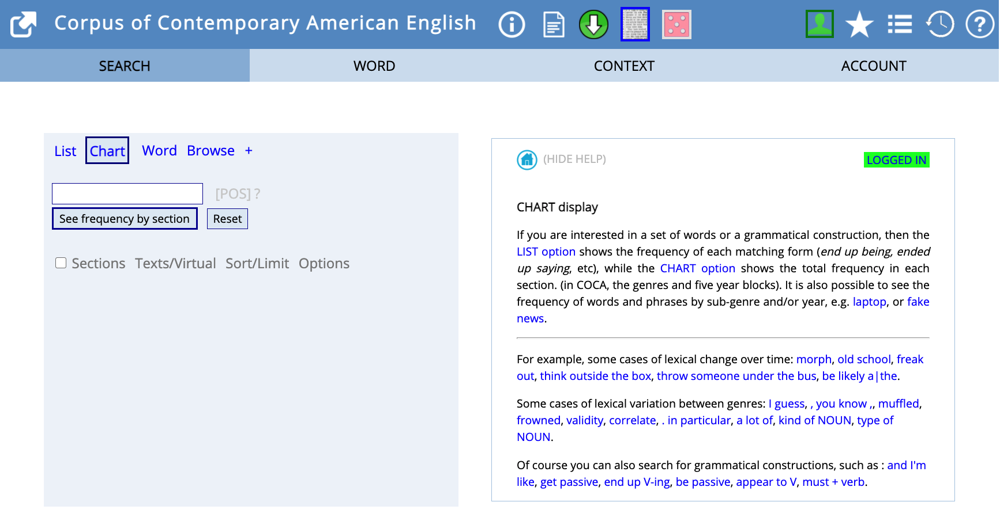 Corpus of Contemporary American English
SEARCH WORD CONTEXT ACCOUNT
List Chart Word Browse +
[POS] ?
See frequency by section Reset
Sections Texts/Virtual Sort/Limit Options
(HIDE HELP) LOGGED IN
CHART display
If you are interested in a set of words or a grammatical construction, then the
LIST option shows the frequency of each matching form (end up being, ended
up saying, etc), while the CHART option shows the total frequency in each
section. (in COCA, the genres and five year blocks). It is also possible to see the
frequency of words and phrases by sub-genre and/or year, e.g. laptop, or fake
news.
For example, some cases of lexical change over time: morph, old school, freak
out, think outside the box, throw someone under the bus, be likely a|the.
Some cases of lexical variation between genres: I guess, , you know ,, muffled,
frowned, validity, correlate, . in particular, a lot of, kind of NOUN, type of
NOUN.
Of course you can also search for grammatical constructions, such as : and I'm
like, get passive, end up V-ing, be passive, appear to V, must + verb.